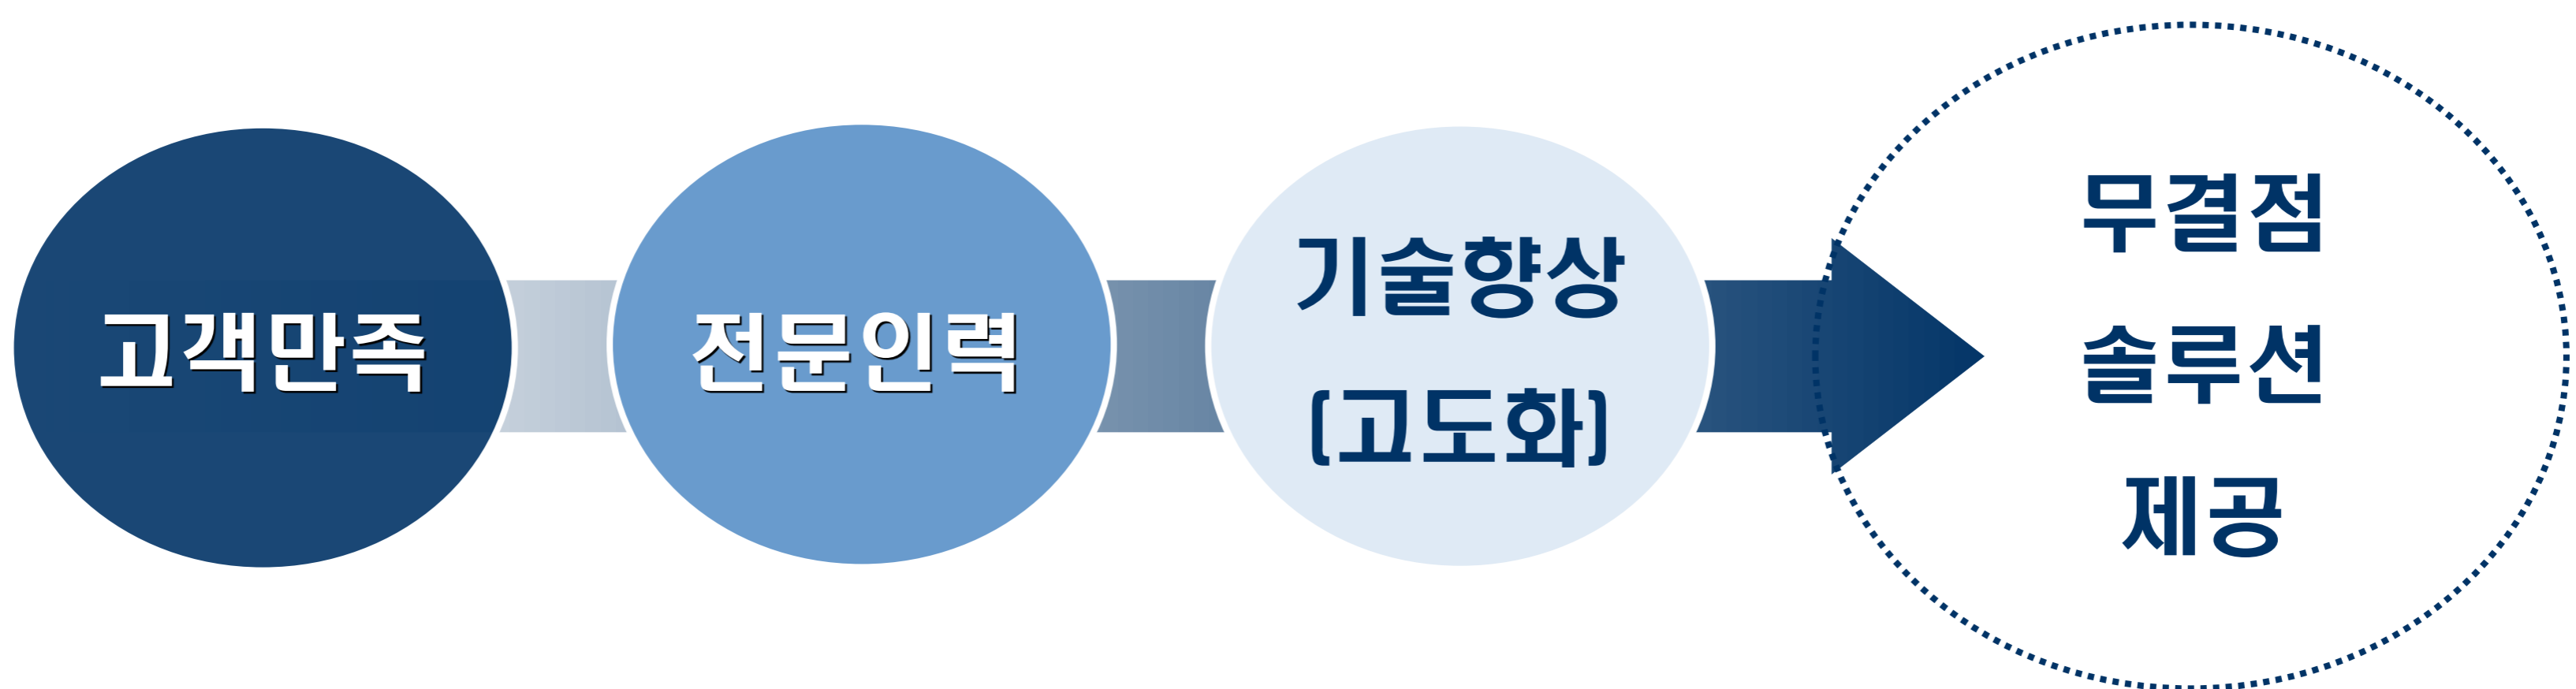 고객만족
전문인력
기술향상
(고도화)
무결점
솔루션
제공